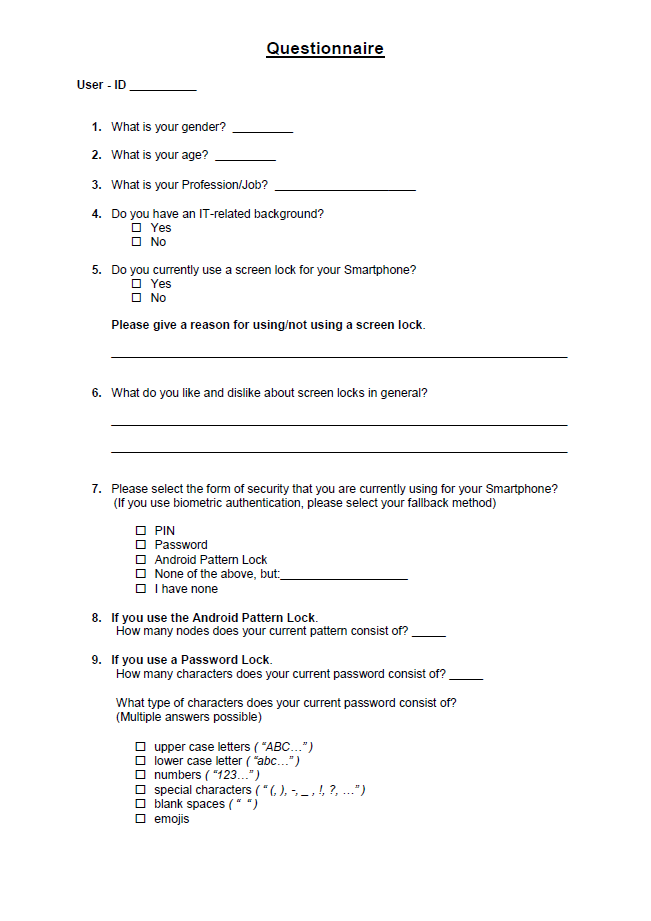 Questionnaire
User - ID __________
1. What is your gender? _________
2. What is your age? _________
3. What is your Profession/Job? _____________________
4. Do you have an IT-related background?
☐ Yes
☐ No
5. Do you currently use a screen lock for your Smartphone?
☐ Yes
☐ No
Please give a reason for using/not using a screen lock.
____________________________________________________________________
6. What do you like and dislike about screen locks in general?
____________________________________________________________________
____________________________________________________________________
7. Please select the form of security that you are currently using for your Smartphone?
(If you use biometric authentication, please select your fallback method)
☐ PIN
☐ Password
☐ Android Pattern Lock
☐ None of the above, but:___________________
☐ I have none
8. If you use the Android Pattern Lock.
How many nodes does your current pattern consist of? _____
9. If you use a Password Lock.
How many characters does your current password consist of? _____
What type of characters does your current password consist of?
(Multiple answers possible)
☐ upper case letters ( “ABC…” )
☐ lower case letter ( “abc…” )
☐ numbers ( “123…” )
☐ special characters ( “ (, ), -, _ , !, ?, …” )
☐ blank spaces ( “  “ )
☐ emojis